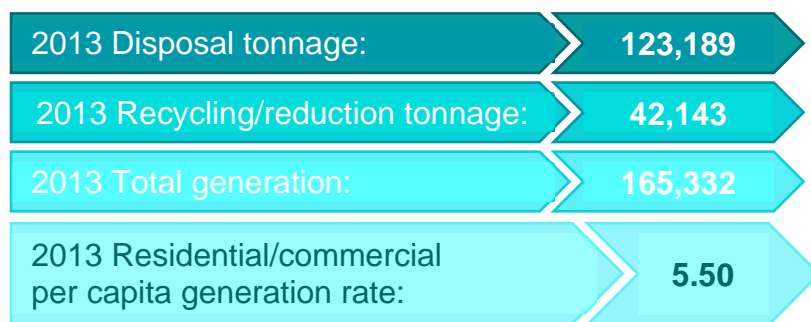 2013 Disposal tonnage: 123,189
2013 Recycling/reduction tonnage: 42,143
2013 Total generation: 165,332
2013 Residential/commercial
per capita generation rate: 5.50